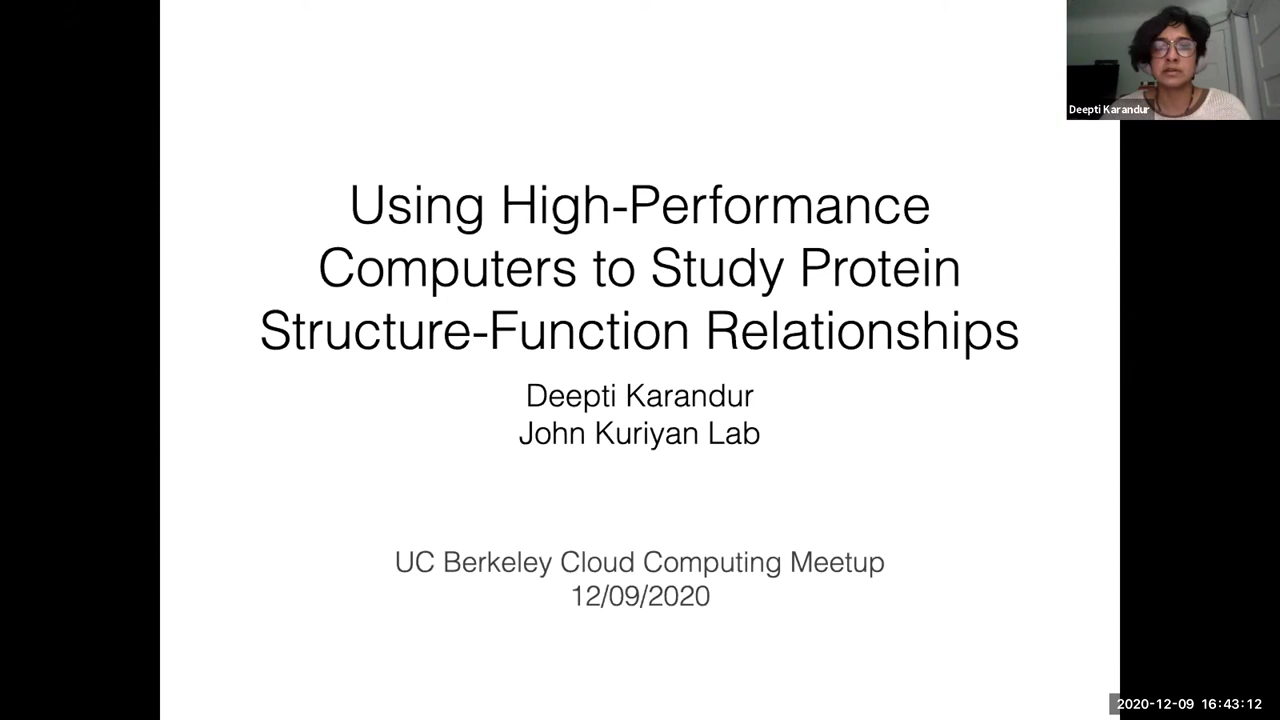 Deepti Karandur
Using High-Performance
Computers to Study Protein
Structure-Function Relationships
Deepti Karandur
John Kuriyan Lab
UC Berkeley Cloud Computing Meetup
12/09/2020
2020-12-09 16:43:12